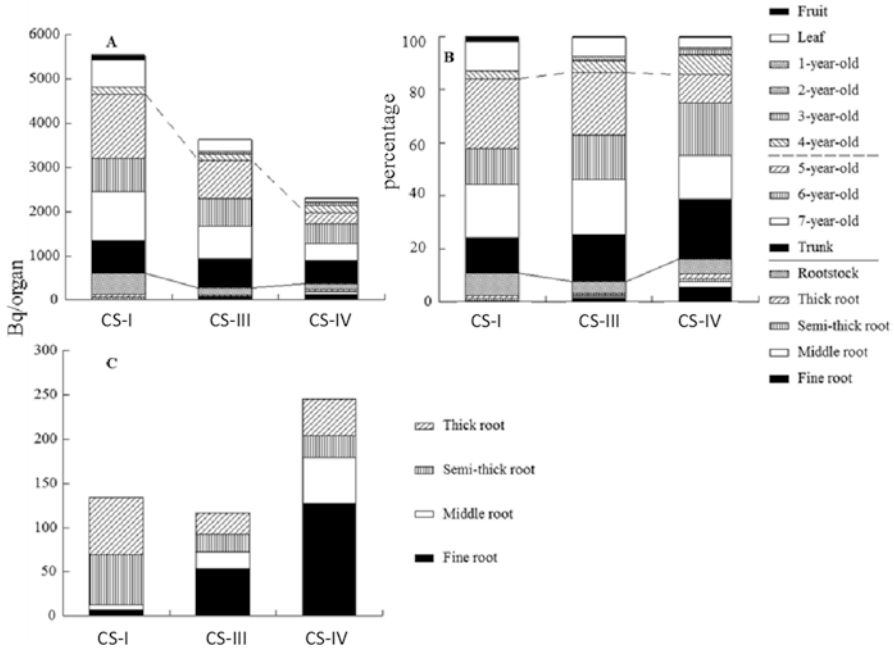 A
6000
5000
4000
3000
2000
1000
0
CS-I
CS-III
CS-IV
Bq/organ
B
100
80
60
40
20
0
percentage
CS-I
CS-III
CS-IV
Fruit
Leaf
1-year-old
2-year-old
3-year-old
4-year-old
5-year-old
6-year-old
7-year-old
Trunk
Rootstock
Thick root
Semi-thick root
Middle root
Fine root
C
300
250
200
150
100
50
0
CS-I
CS-III
CS-IV
Thick root
Semi-thick root
Middle root
Fine root